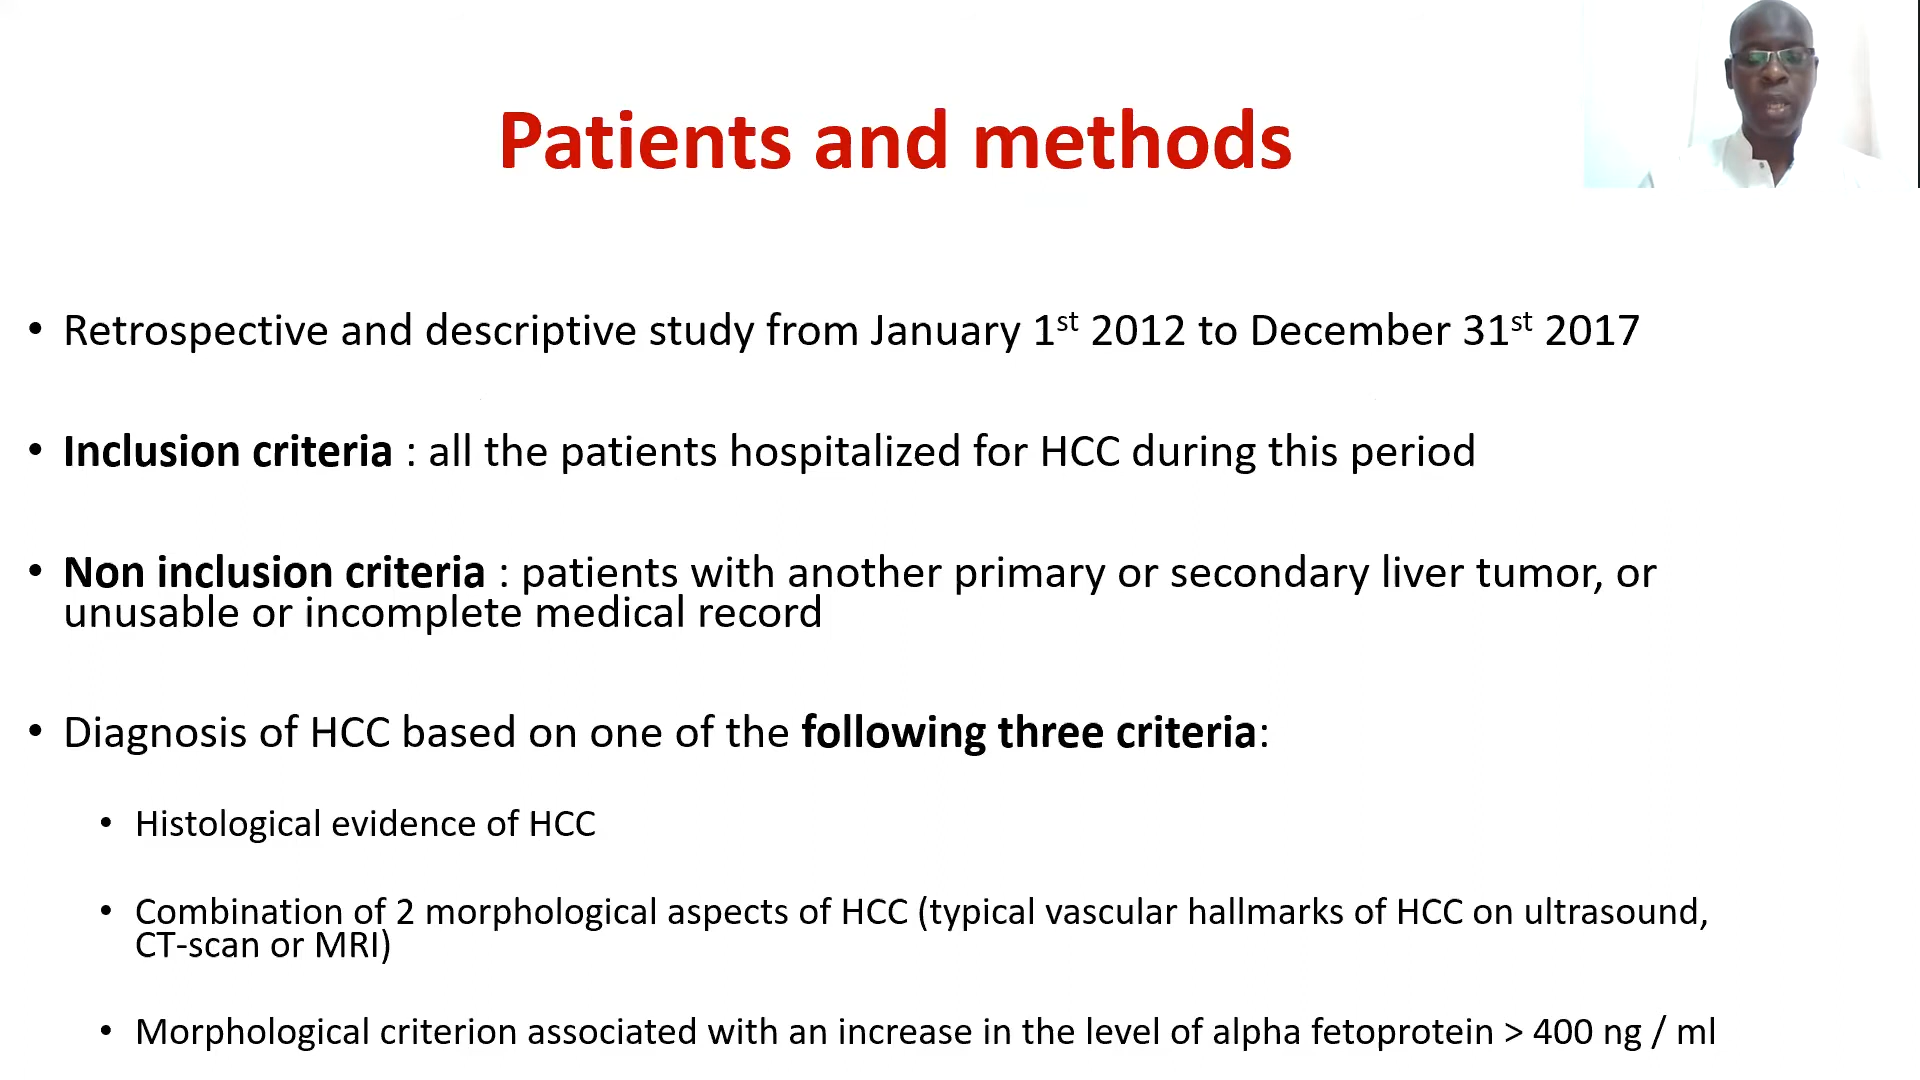 Patients and methods
• Retrospective and descriptive study from January 1st 2012 to December 31st 2017
• Inclusion criteria : all the patients hospitalized for HCC during this period
• Non inclusion criteria : patients with another primary or secondary liver tumor, or
unusable or incomplete medical record
• Diagnosis of HCC based on one of the following three criteria:
• Histological evidence of HCC
• Combination of 2 morphological aspects of HCC (typical vascular hallmarks of HCC on ultrasound,
CT-scan or MRI)
• Morphological criterion associated with an increase in the level of alpha fetoprotein > 400 ng / ml